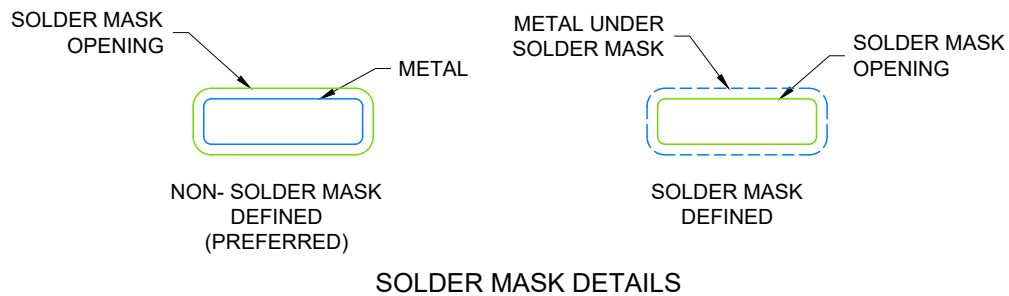 SOLDER MASK
OPENING
METAL
NON- SOLDER MASK
DEFINED
(PREFERRED)
METAL UNDER
SOLDER MASK
SOLDER MASK
OPENING
SOLDER MASK
DEFINED
SOLDER MASK DETAILS